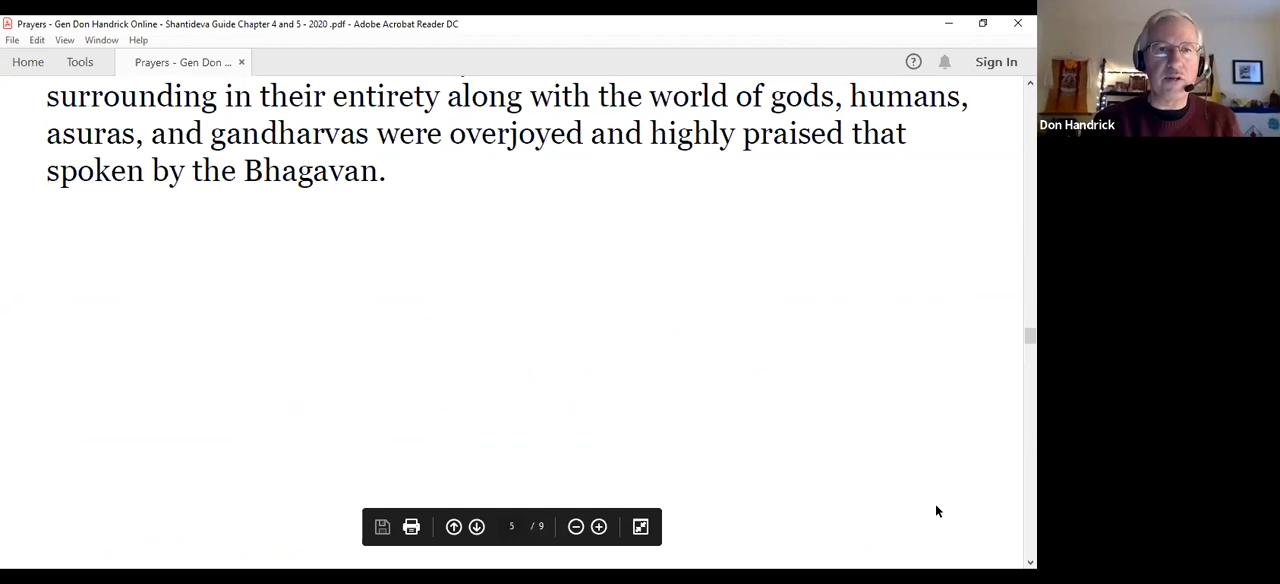 Prayers - Gen Don Handrick Online - Shantideva Guide Chapter 4 and 5 - 2020 .pdf - Adobe Acrobat Reader DC
File Edit View Window Help
Home Tools Prayers - Gen Don ... × Sign In
surrounding in their entirety along with the world of gods, humans,
asuras, and gandharvas were overjoyed and highly praised that
spoken by the Bhagavan.
5 / 9
Don Handrick